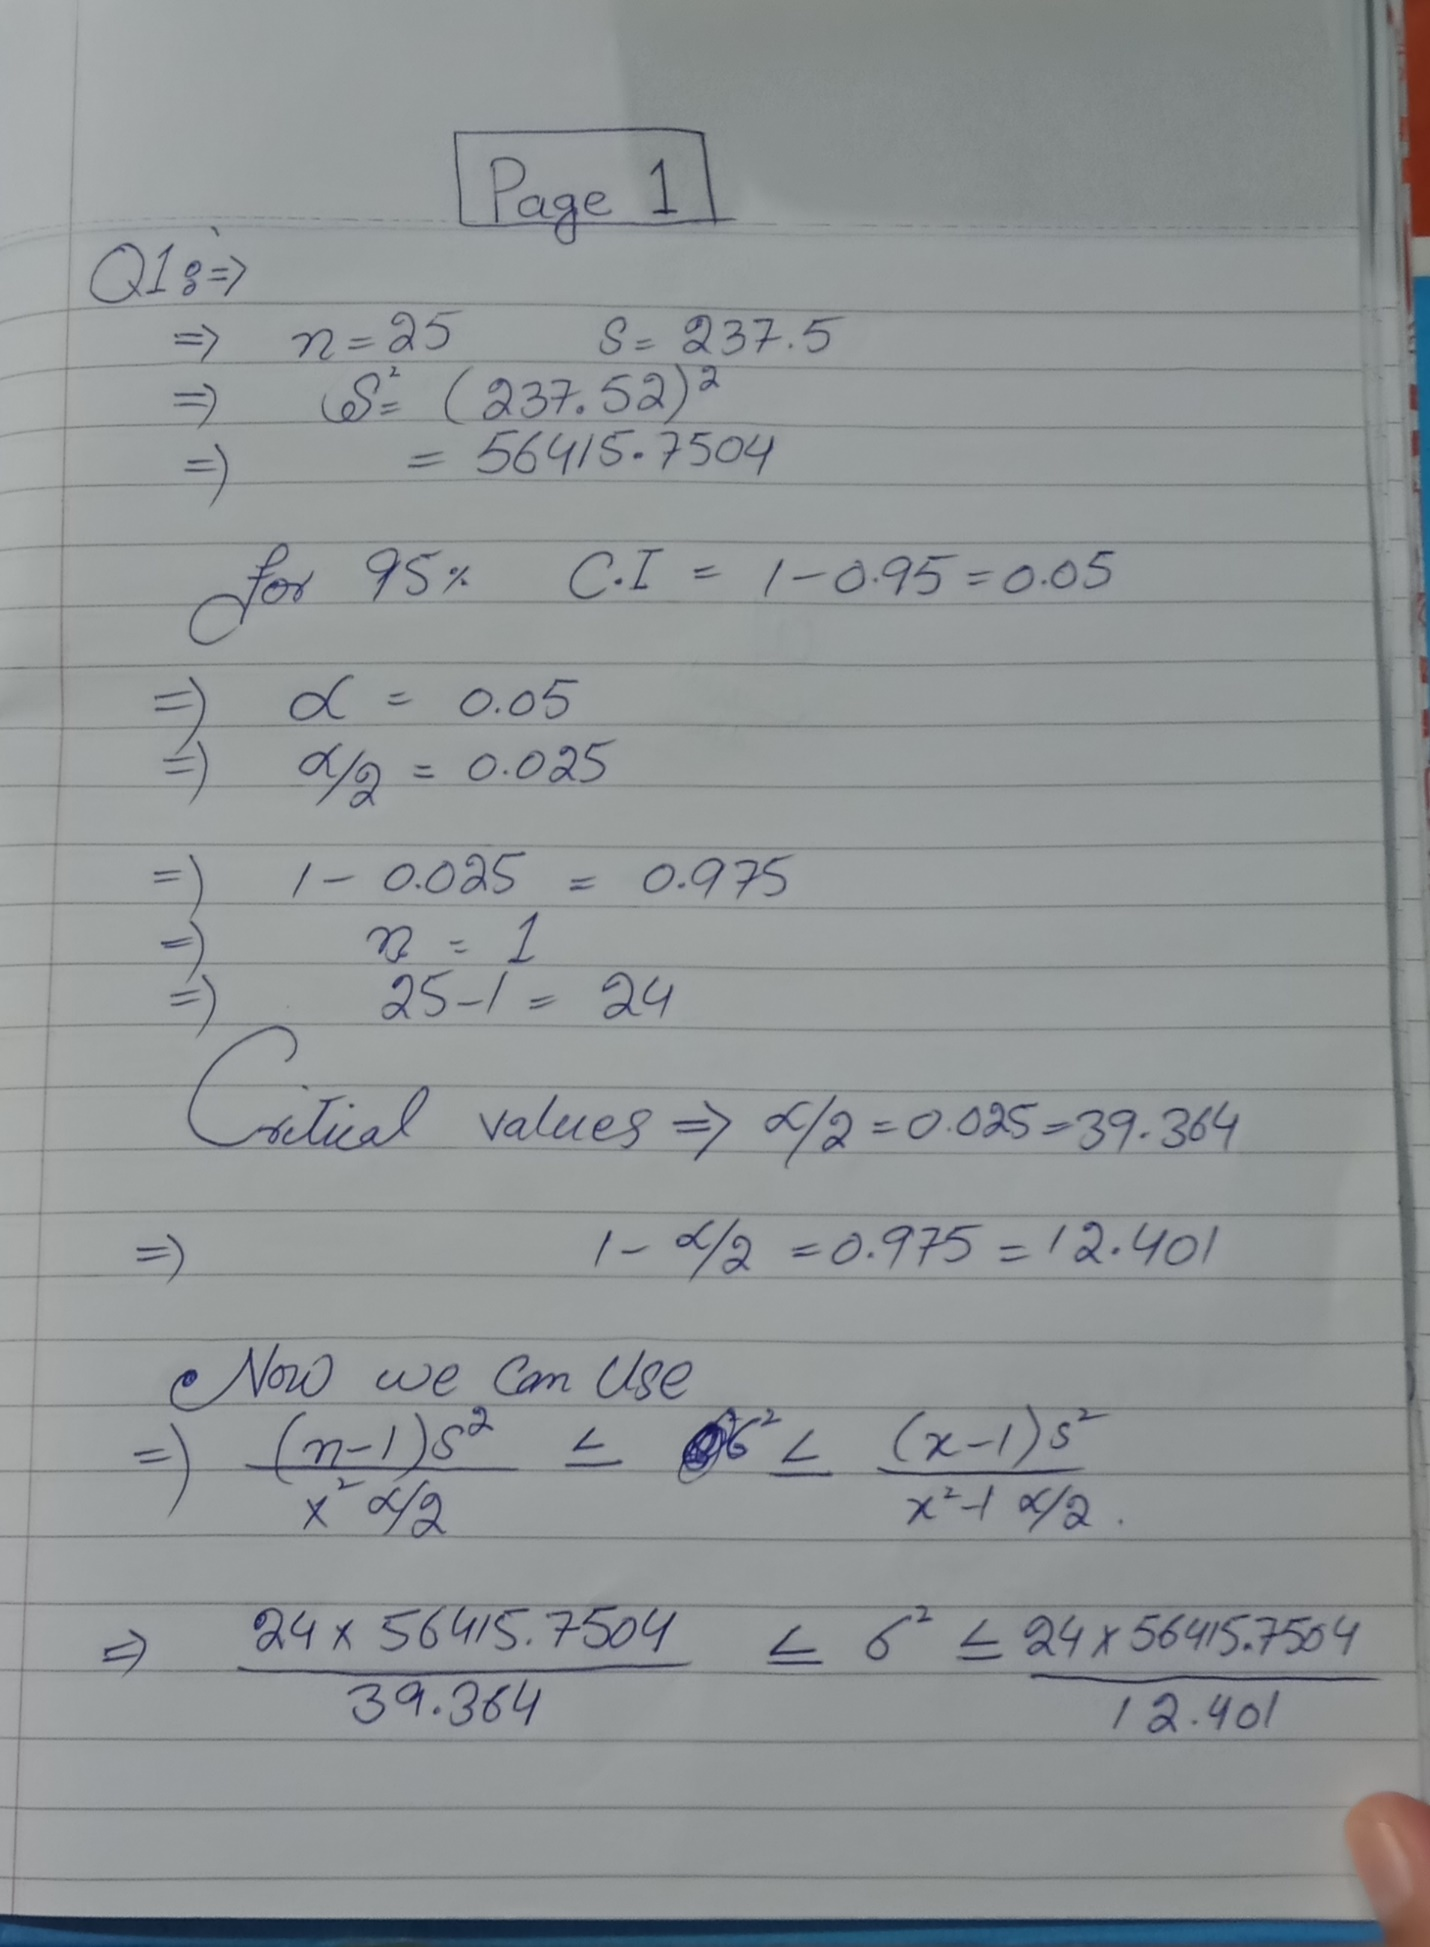 Page 1
Q1:⇒
⇒ n = 25 S = 237.5
⇒ S² = (237.52)²
⇒ = 56415.7504
for 95% C.I = 1 - 0.95 = 0.05
⇒ α = 0.05
⇒ α/2 = 0.025
⇒ 1 - 0.025 = 0.975
⇒ n = 1
⇒ 25 - 1 = 24
Critical values ⇒ α/2 = 0.025 = 39.364
⇒ 1 - α/2 = 0.975 = 12.401
Now we can Use
⇒ (n-1)s² / x² α/2 ≤ σ² ≤ (x-1)s² / x²-1 α/2.
⇒ 24 x 56415.7504 / 39.364 ≤ σ² ≤ 24 x 56415.7504 / 12.401